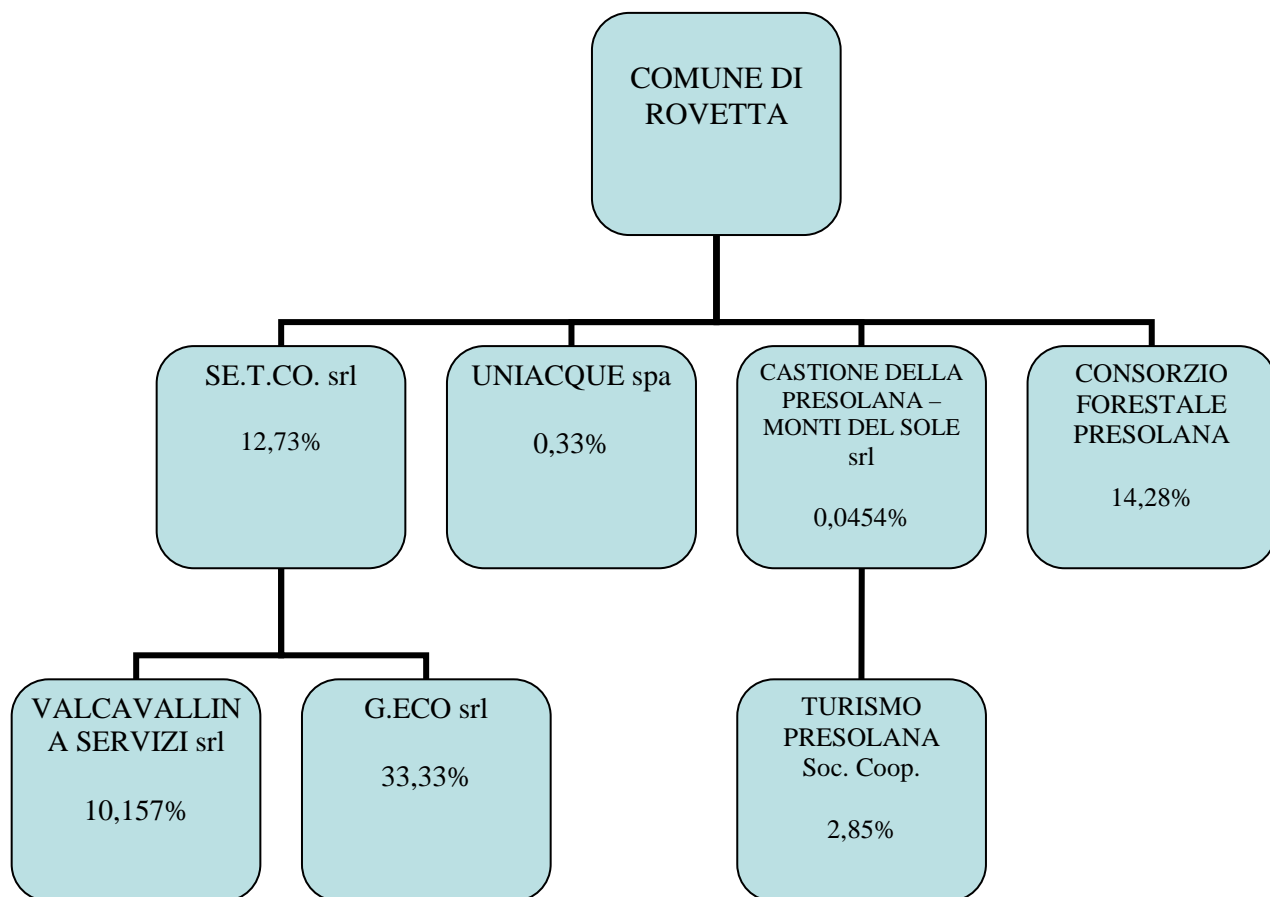 COMUNE DI
ROVETTA
SE.T.CO. srl
12,73%
UNIACQUE spa
0,33%
CASTIONE DELLA
PRESOLANA –
MONTI DEL SOLE
srl
0,0454%
CONSORZIO
FORESTALE
PRESOLANA
14,28%
VALCAVALLIN
A SERVIZI srl
10,157%
G.ECO srl
33,33%
TURISMO
PRESOLANA
Soc. Coop.
2,85%